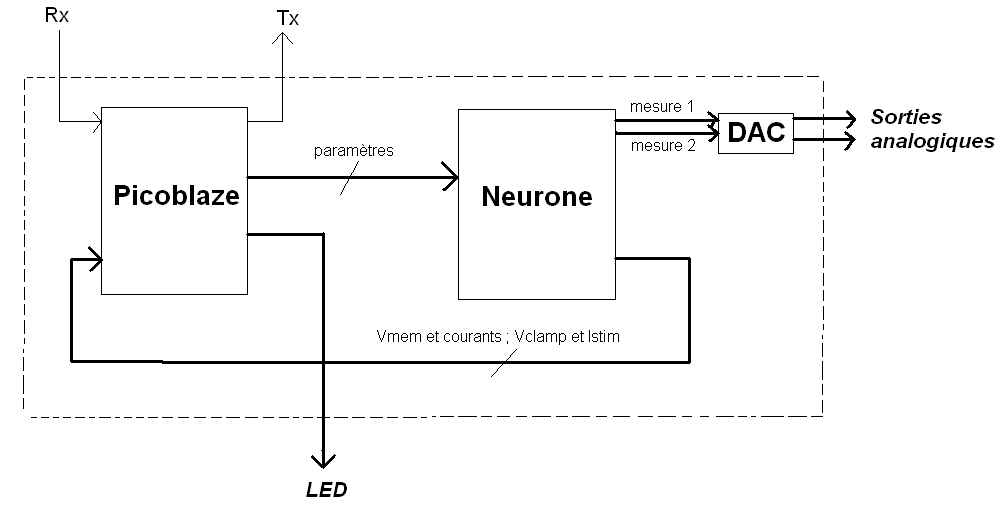 Rx
Tx
mesure 1
DAC
Sorties
analogiques
mesure 2
paramètres
Picoblaze
Neurone
Vmem et courants ; Vclamp et Istim
LED